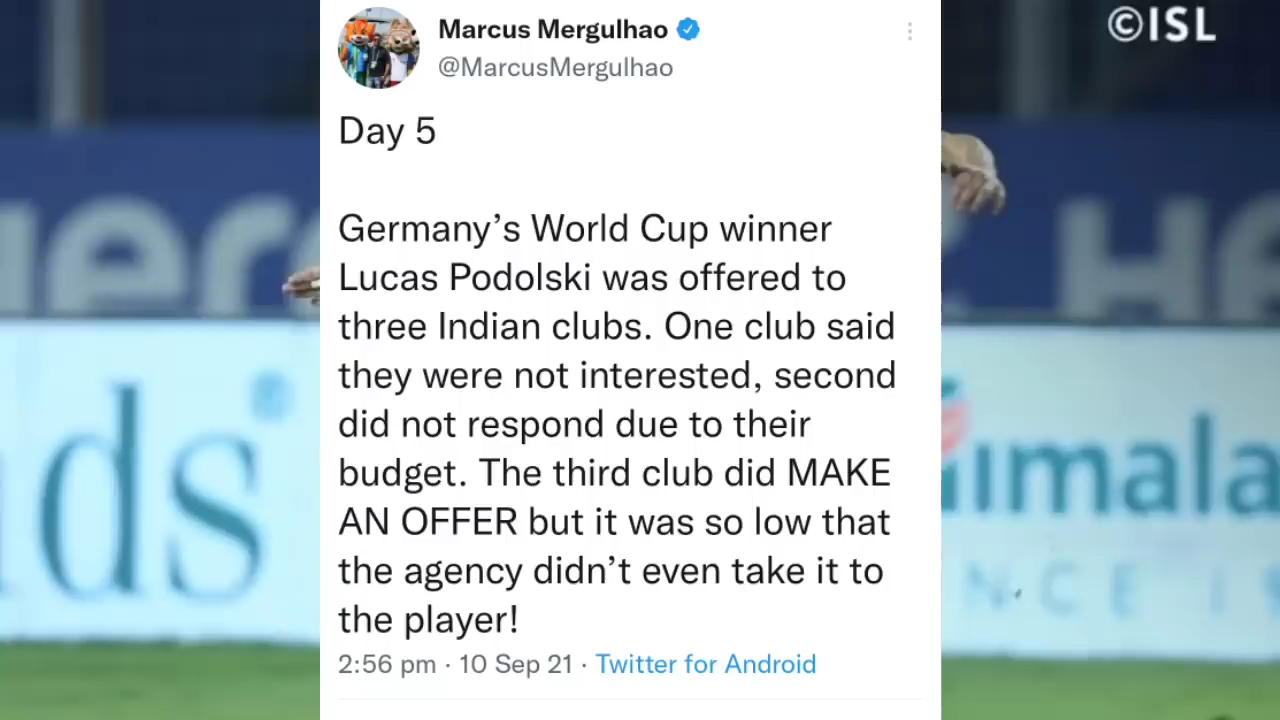 Marcus Mergulhao
@MarcusMergulhao
©ISL
Day 5
Germany’s World Cup winner
Lucas Podolski was offered to
three Indian clubs. One club said
they were not interested, second
did not respond due to their
budget. The third club did MAKE
AN OFFER but it was so low that
the agency didn’t even take it to
the player!
2:56 pm · 10 Sep 21 · Twitter for Android